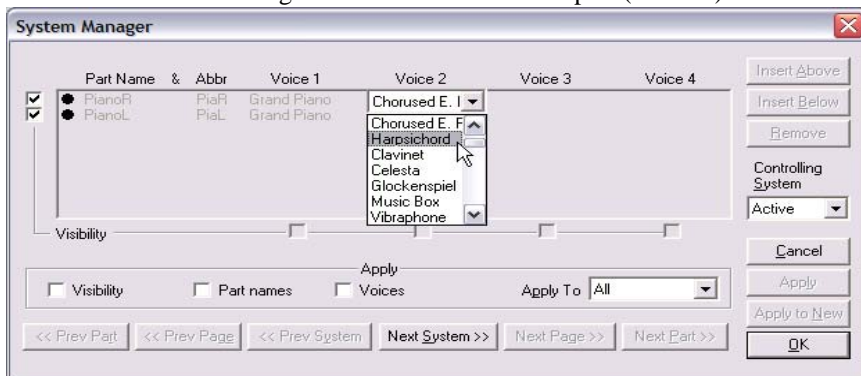 System Manager
Part Name & Abbr Voice 1 Voice 2 Voice 3 Voice 4
PianoR PiaR Grand Piano Chorused E.
PianoL PiaL Grand Piano
Chorused E.
Harpsichord
Clavinet
Celesta
Glockenspiel
Music Box
Vibraphone
Visibility
Insert Above
Insert Below
Remove
Controlling
System
Active
Cancel
Apply
Apply to New
OK
Apply
Visibility Part names Voices Apply To All
<< Prev Part << Prev Page << Prev System Next System >> Next Page >> Next Part >>